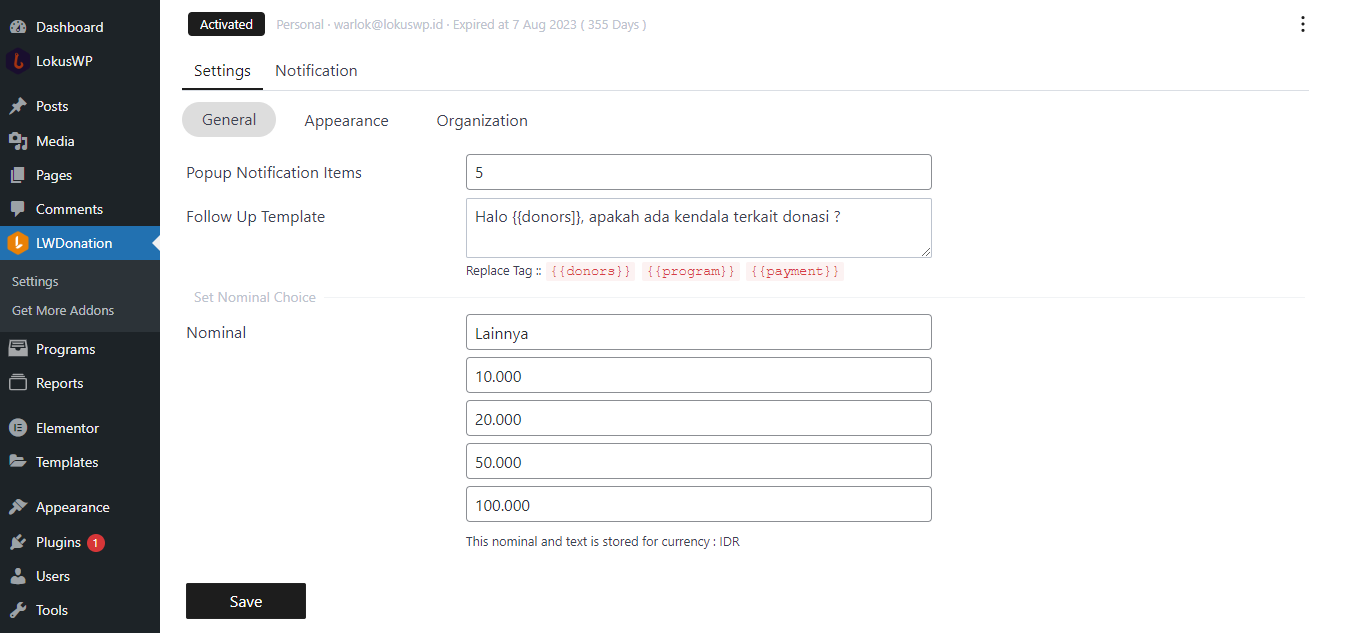 Dashboard
LokusWP
Posts
Media
Pages
Comments
LWDonation
Settings
Get More Addons
Programs
Reports
Elementor
Templates
Appearance
Plugins 1
Users
Tools
Activated Personal · warlok@lokuswp.id · Expired at 7 Aug 2023 ( 355 Days )
Settings Notification
General Appearance Organization
Popup Notification Items 5
Follow Up Template Halo {{donors]}, apakah ada kendala terkait donasi ?
Replace Tag :: {{donors}} {{program}} {{payment}}
Set Nominal Choice
Nominal Lainnya
10.000
20.000
50.000
100.000
This nominal and text is stored for currency : IDR
Save